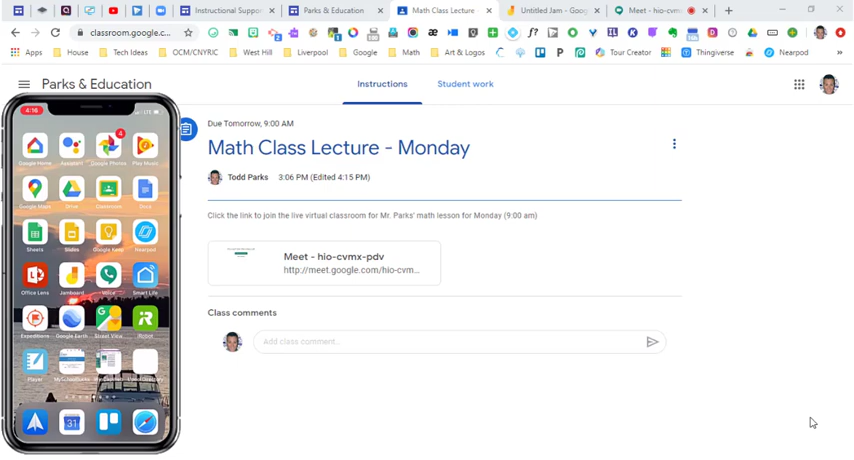 Instructional Suppo
Parks & Education
Math Class Lecture
Untitled Jam - Goog
Meet - hio-cvm
classroom.google.c...
Apps
House
Tech Ideas
OCM/CNYRIC
West Hill
Liverpool
Google
Math
Art & Logos
Tour Creator
Thingiverse
Nearpod
Parks & Education
Instructions
Student work
Due Tomorrow, 9:00 AM
Math Class Lecture - Monday
Todd Parks 3:06 PM (Edited 4:15 PM)
Click the link to join the live virtual classroom for Mr. Parks' math lesson for Monday (9:00 am)
Meet - hio-cvmx-pdv
http://meet.google.com/hio-cvm...
Class comments
Add class comment...
4:16
LTE
4
Google Home
Assistant
Google Photos
Play Music
Google Maps
Drive
Classroom
Docs
Sheets
Slides
Google Keep
Nearpod
Office Lens
Jamboard
Voice
Smart Life
Expeditions
Google Earth
Street View
iRobot
Player
31